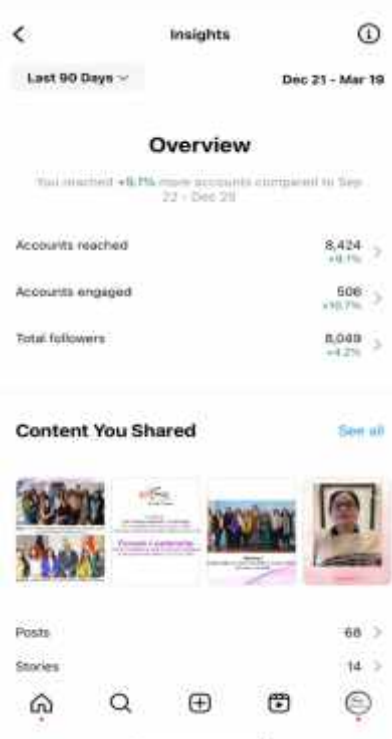 Insights
Last 90 Days
Dec 21 - Mar 19
Overview
You reached +9.1% more accounts compared to Sep
22 - Dec 20
Accounts reached
8,424
+9.1%
Accounts engaged
506
+10.7%
Total followers
8,049
+4.2%
Content You Shared
See all
Posts
68
Stories
14